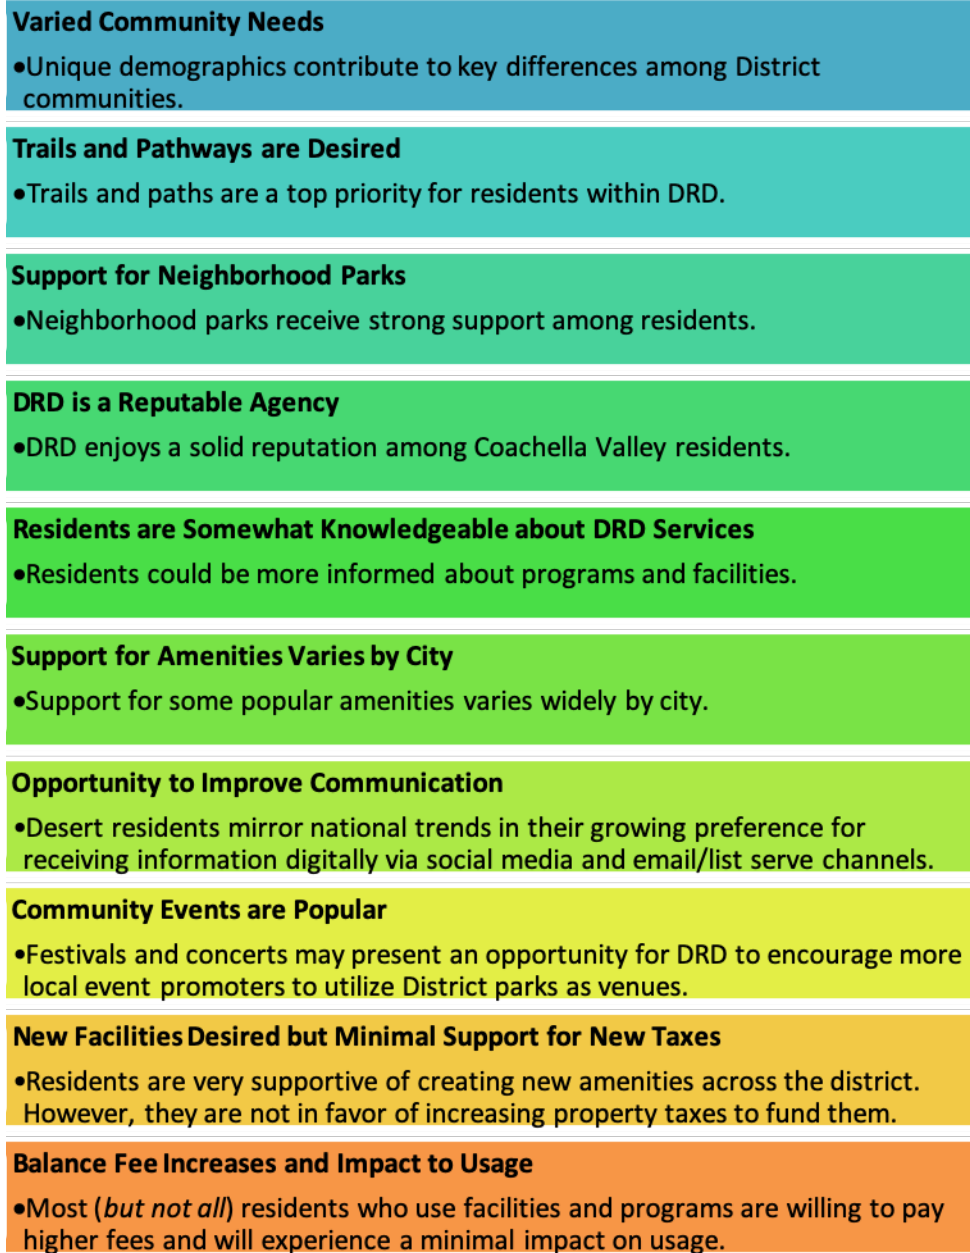 Varied Community Needs
•Unique demographics contribute to key differences among District
communities.
Trails and Pathways are Desired
•Trails and paths are a top priority for residents within DRD.
Support for Neighborhood Parks
•Neighborhood parks receive strong support among residents.
DRD is a Reputable Agency
•DRD enjoys a solid reputation among Coachella Valley residents.
Residents are Somewhat Knowledgeable about DRD Services
•Residents could be more informed about programs and facilities.
Support for Amenities Varies by City
•Support for some popular amenities varies widely by city.
Opportunity to Improve Communication
•Desert residents mirror national trends in their growing preference for
receiving information digitally via social media and email/list serve channels.
Community Events are Popular
•Festivals and concerts may present an opportunity for DRD to encourage more
local event promoters to utilize District parks as venues.
New Facilities Desired but Minimal Support for New Taxes
•Residents are very supportive of creating new amenities across the district.
However, they are not in favor of increasing property taxes to fund them.
Balance Fee Increases and Impact to Usage
•Most (but not all) residents who use facilities and programs are willing to pay
higher fees and will experience a minimal impact on usage.